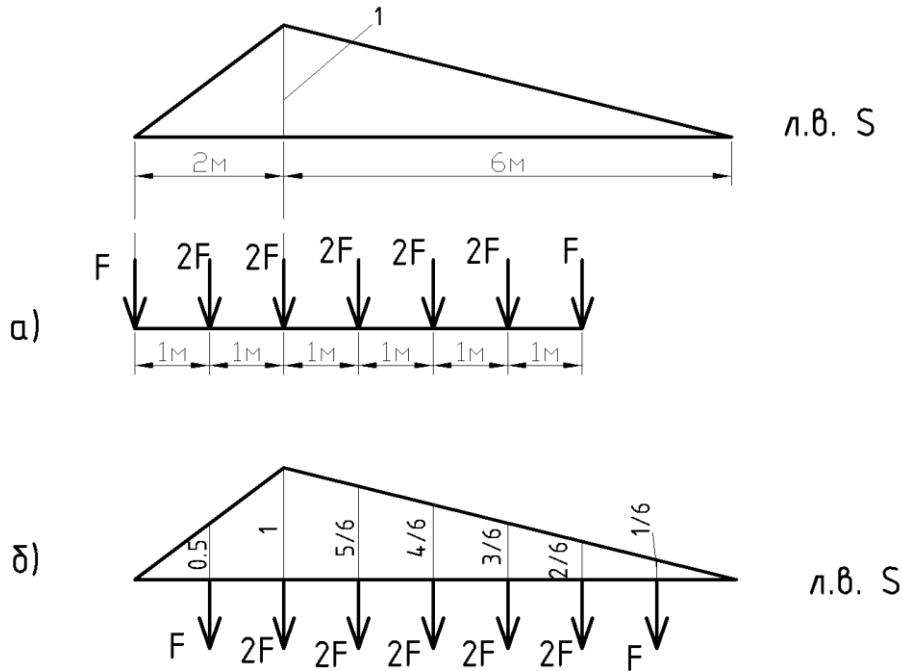 1
л.в. S
2м 6м
F 2F 2F 2F 2F 2F F
а)
1м 1м 1м 1м 1м 1м
б)
0.5 1 5/6 4/6 3/6 2/6 1/6
л.в. S
F 2F 2F 2F 2F 2F F